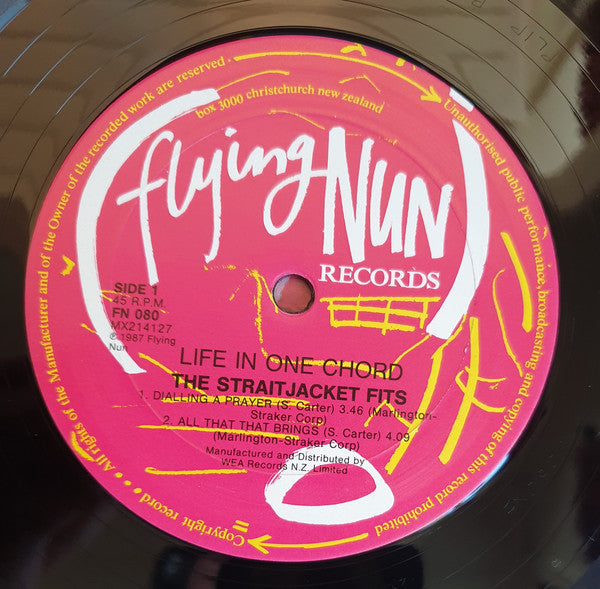 Copyright record . . . All rights of the Manufacturer and of the Owner of the recorded work are reserved - Unauthorised public performance, broadcasting and copying of this record prohibited
box 3000 christchurch new zealand
flying NUN
RECORDS
SIDE 1
45 R.P.M.
FN 080
MX214127
℗ 1987 Flying
Nun
LIFE IN ONE CHORD
THE STRAITJACKET FITS
1. DIALLING A PRAYER (S. Carter) 3.46 (Marlington-
Straker Corp)
2. ALL THAT THAT BRINGS (S. Carter) 4.09
(Marlington-Straker Corp)
Manufactured and Distributed by
WEA Records N.Z. Limited